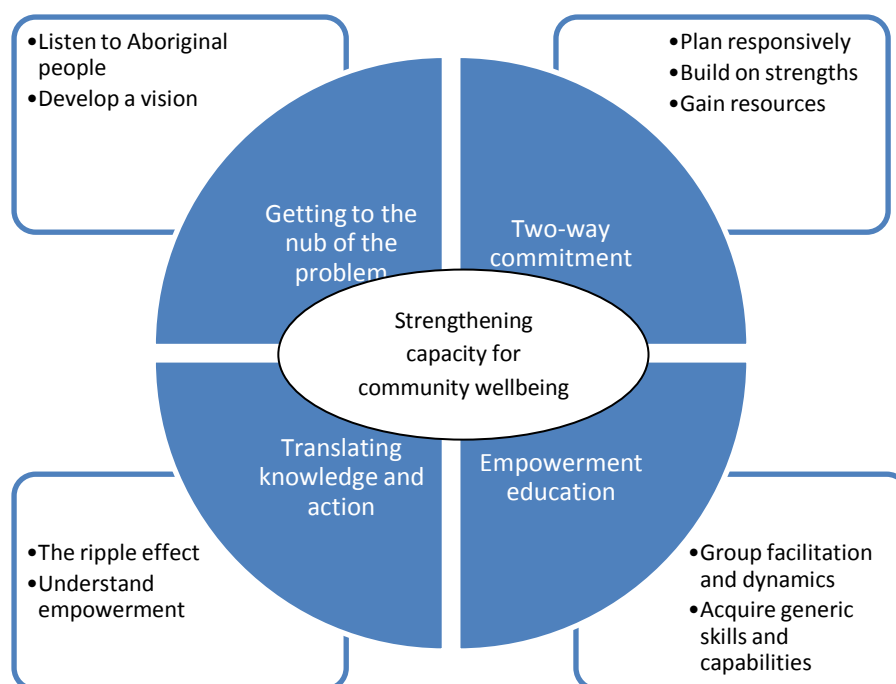 •Listen to Aboriginal
people
•Develop a vision
•Plan responsively
•Build on strengths
•Gain resources
Getting to the
nub of the
problem
Two-way
commitment
Strengthening
capacity for
community wellbeing
Translating
knowledge and
action
Empowerment
education
•The ripple effect
•Understand
empowerment
•Group facilitation
and dynamics
•Acquire generic
skills and
capabilities